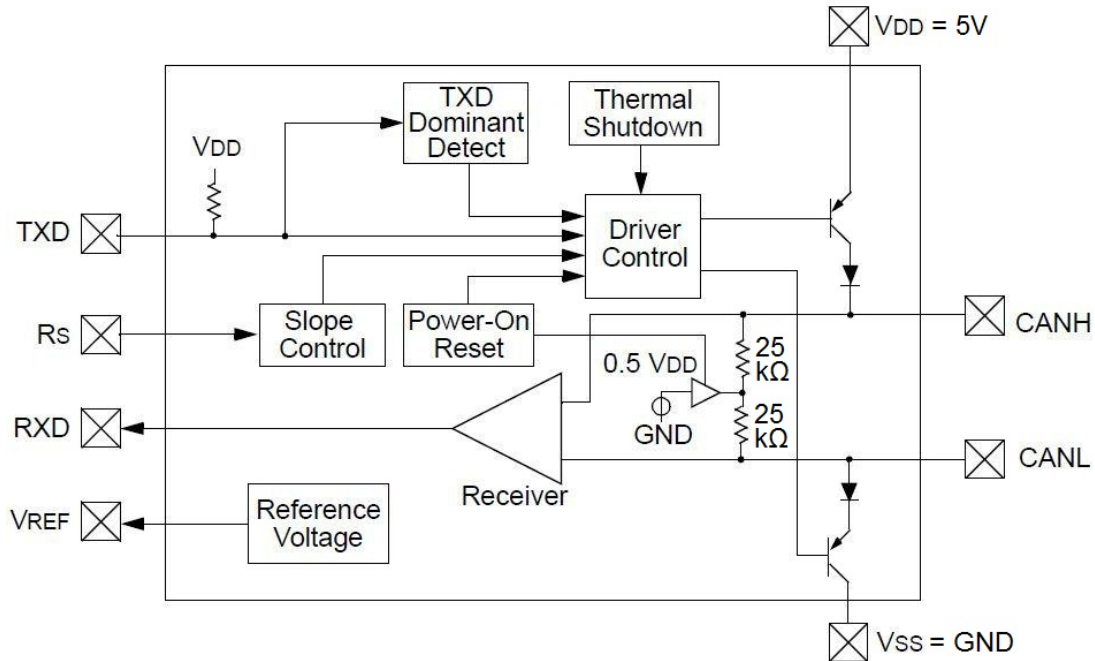 VDD = 5V
TXD
Dominant
Detect
Thermal
Shutdown
VDD
TXD
Driver
Control
RS
Slope
Control
Power-On
Reset
0.5 VDD
25
kΩ
CANH
RXD
GND
25
kΩ
CANL
Receiver
VREF
Reference
Voltage
VSS = GND